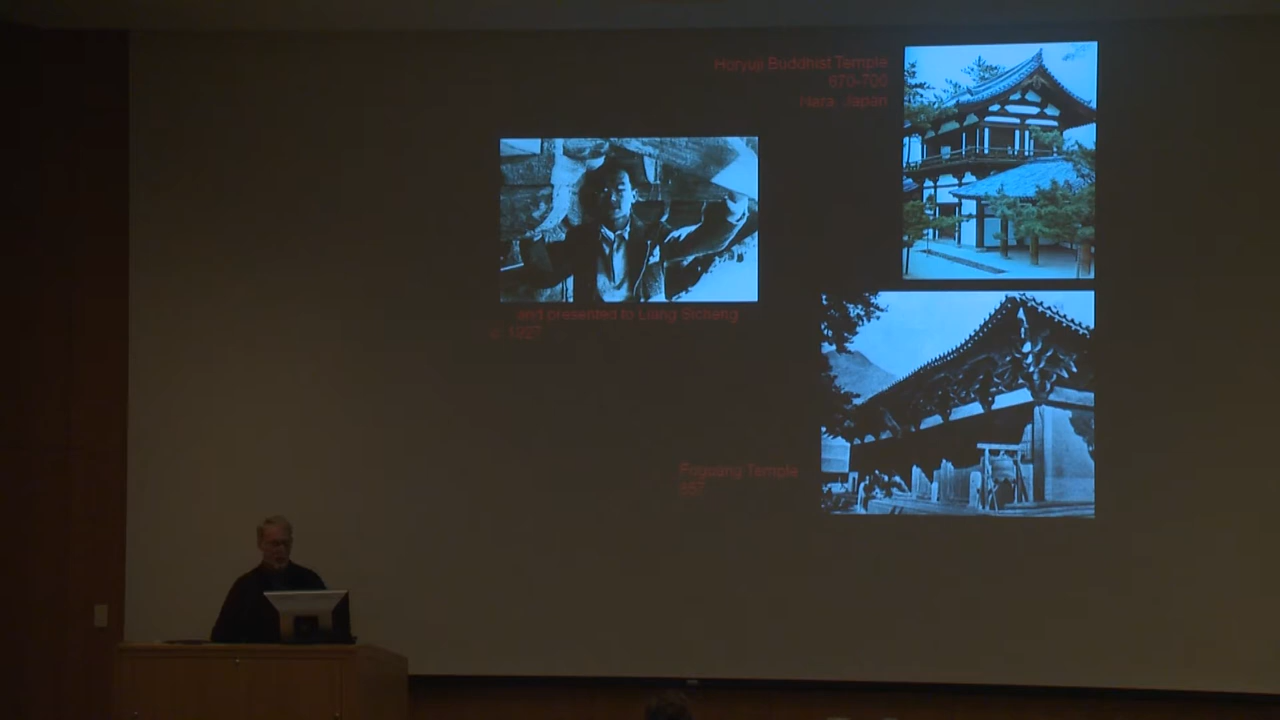 Horyuji Buddhist Temple
670-700
Nara, Japan
and presented to Liang Sicheng
c. 1927
Foguang Temple
857